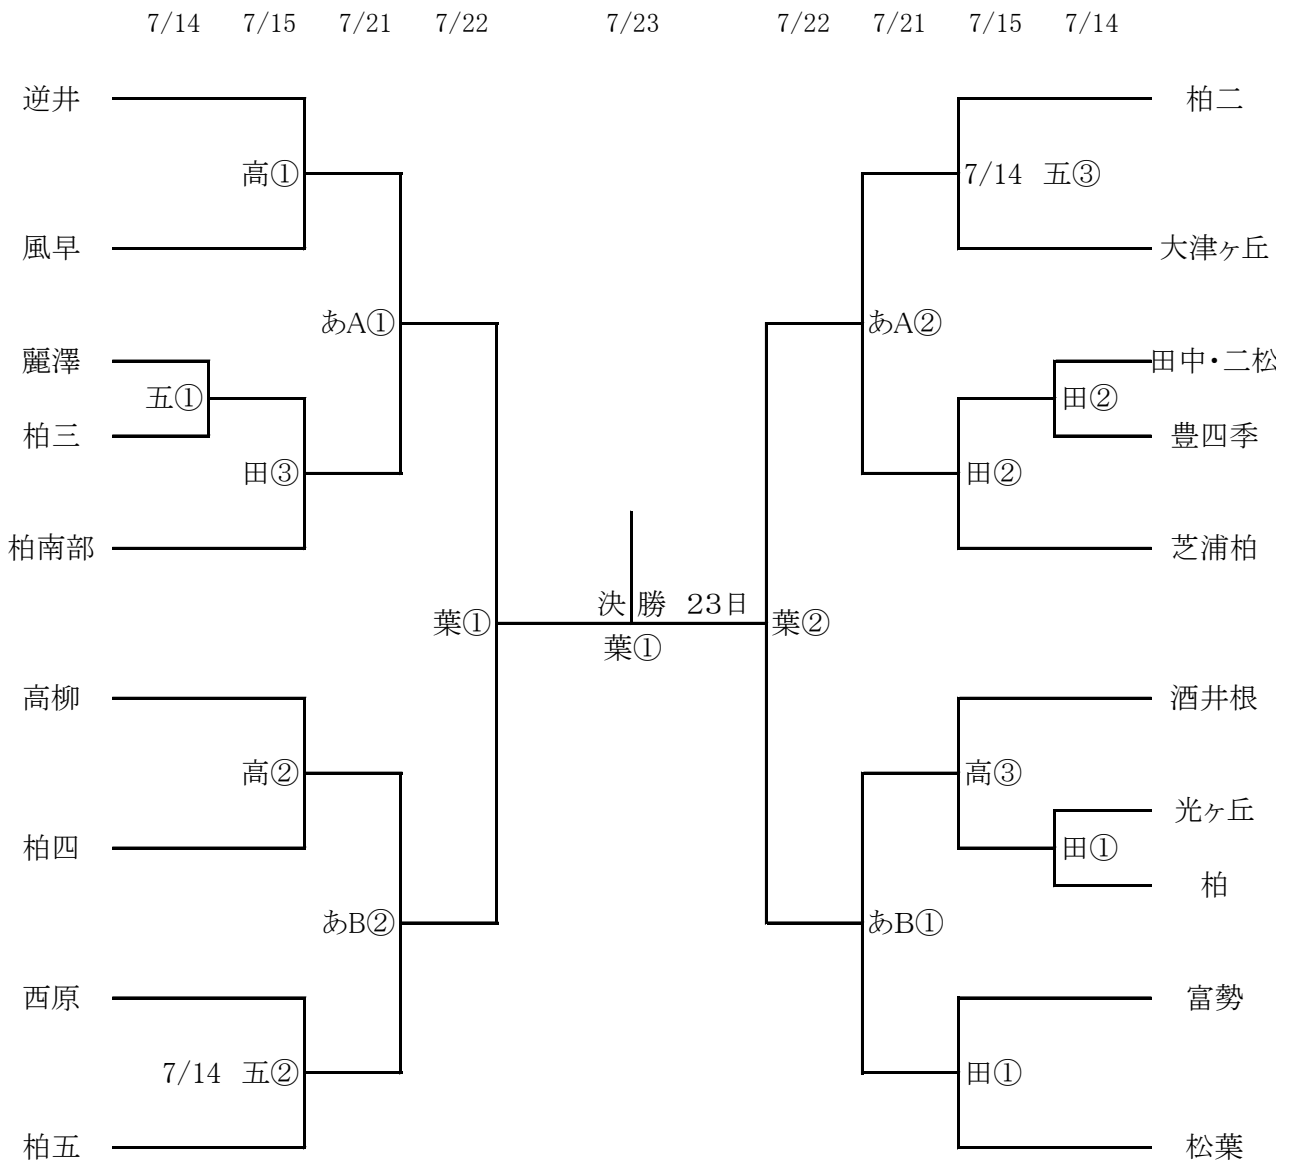 7/14 7/15 7/21 7/22 7/23 7/22 7/21 7/15 7/14
逆井 柏二
高① 7/14 五③
風早 大津ヶ丘
あA① あA②
麗澤 田中・二松
五① 田②
柏三 豊四季
田③ 田②
柏南部 芝浦柏
決勝 23日
葉① 葉②
葉①
高柳 酒井根
高② 高③
光ヶ丘
柏四 田①
柏
あB② あB①
西原 富勢
7/14 五② 田①
柏五 松葉